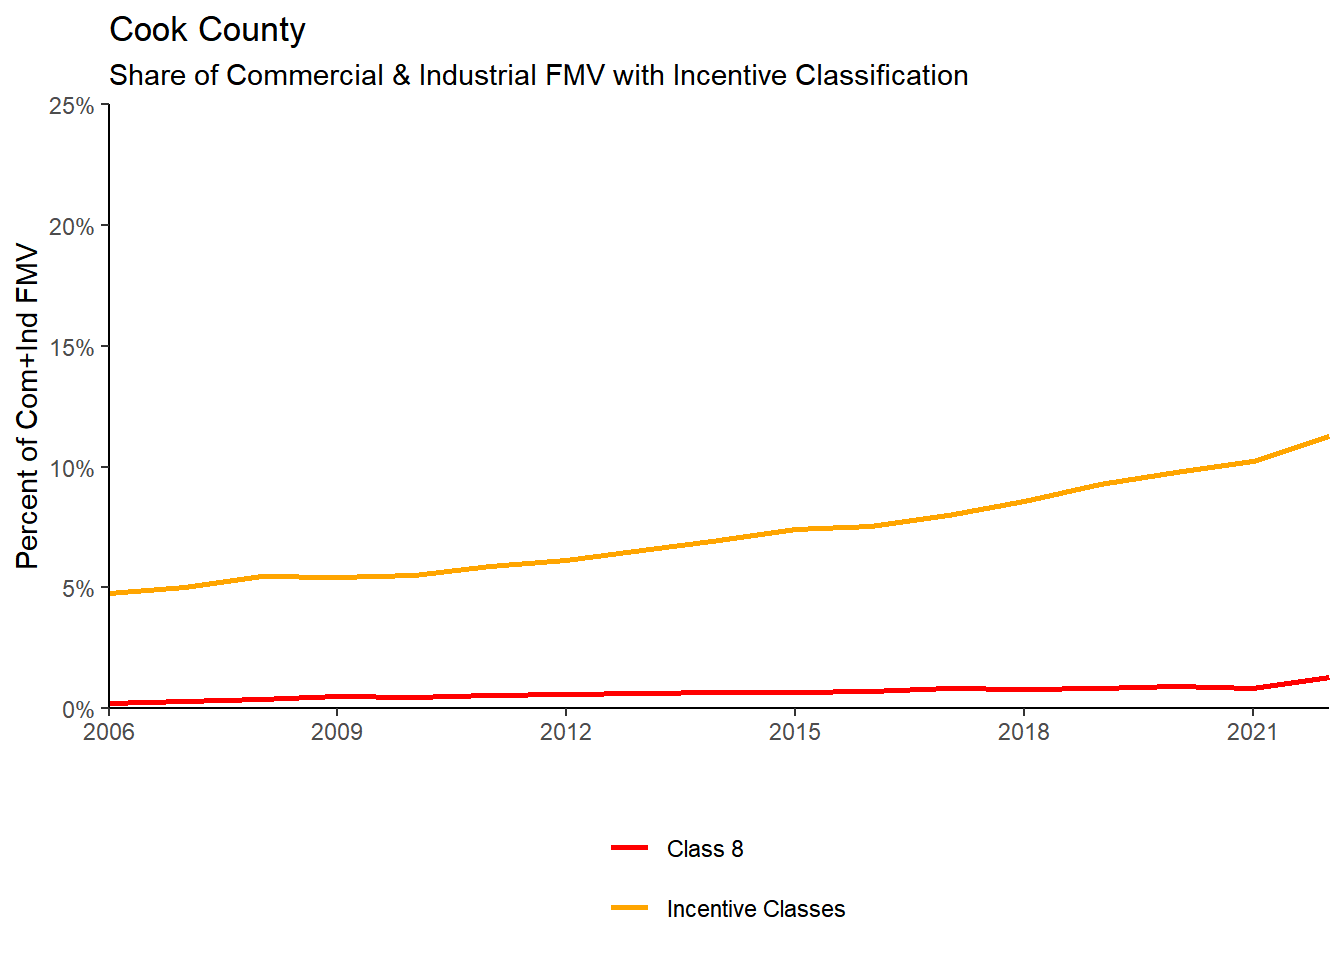 Cook County
Share of Commercial & Industrial FMV with Incentive Classification
Percent of Com+Ind FMV
25%
20%
15%
10%
5%
0%
2006 2009 2012 2015 2018 2021
Class 8
Incentive Classes